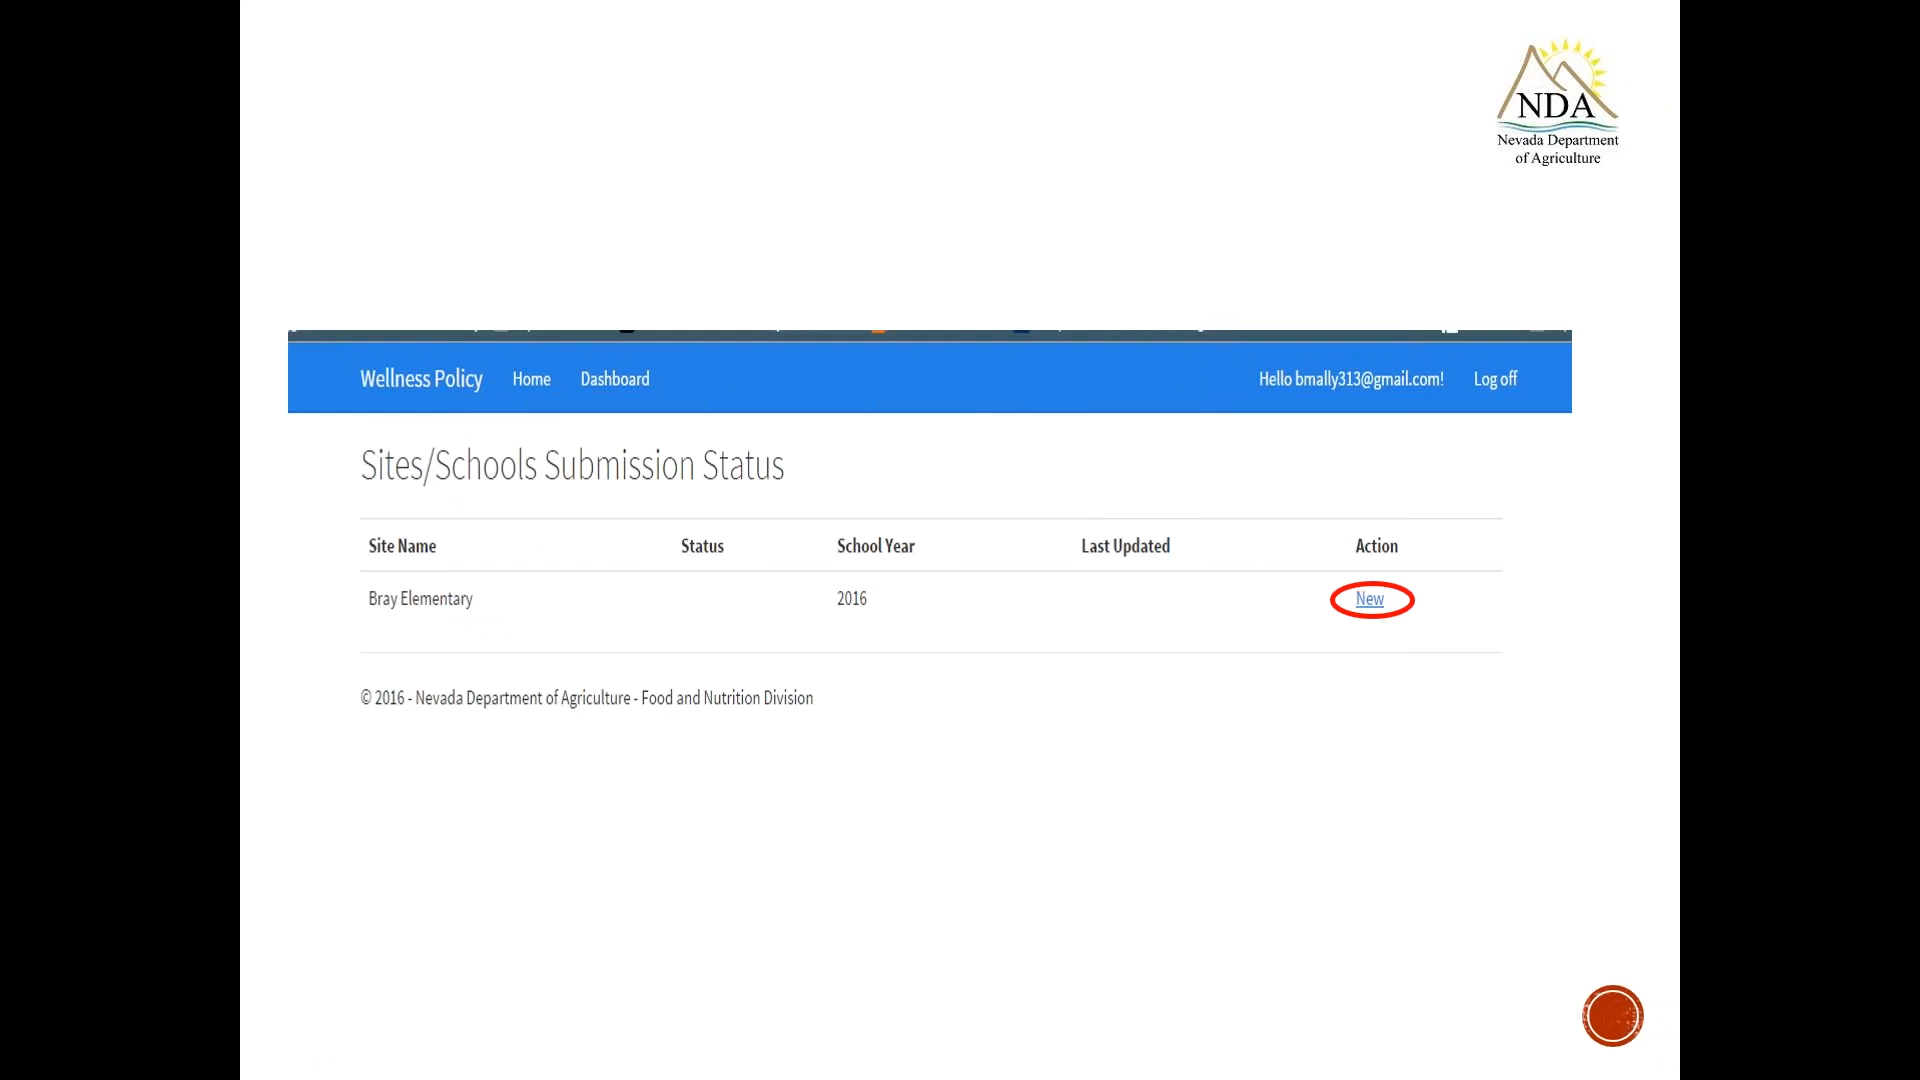 NDA
Nevada Department
of Agriculture
Wellness Policy Home Dashboard Hello bmally313@gmail.com! Log off
Sites/Schools Submission Status
Site Name Status School Year Last Updated Action
Bray Elementary 2016 New
© 2016 - Nevada Department of Agriculture - Food and Nutrition Division